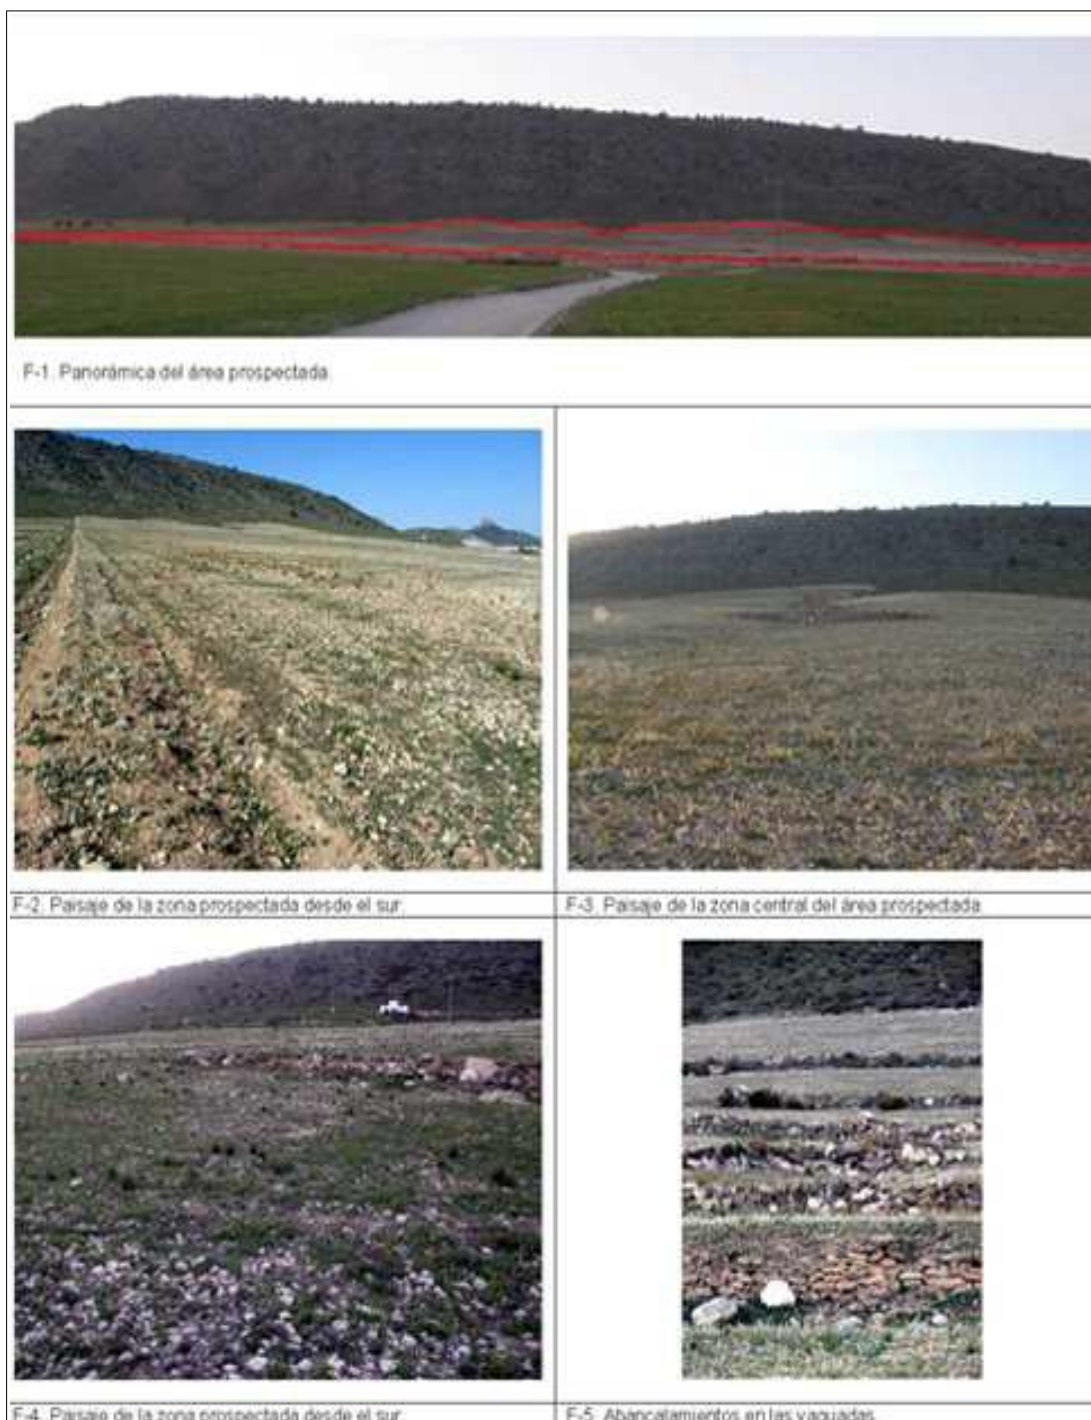 F-1. Panorámica del área prospectada.
F-2. Paisaje de la zona prospectada desde el sur.
F-3. Paisaje de la zona central del área prospectada
F-4. Paisaje de la zona prospectada desde el sur.
F-5. Abancalamientos en las vaguadas.